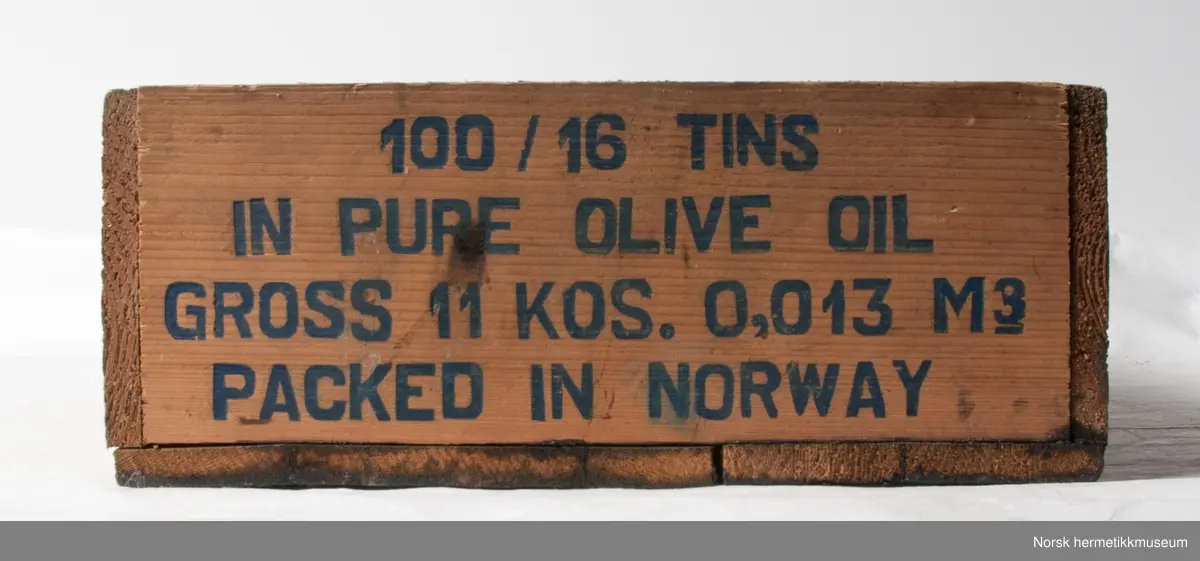 100/16 TINS
IN PURE OLIVE OIL
GROSS 11 KOS. 0,013 M3
PACKED IN NORWAY
Norsk hermetikkmuseum